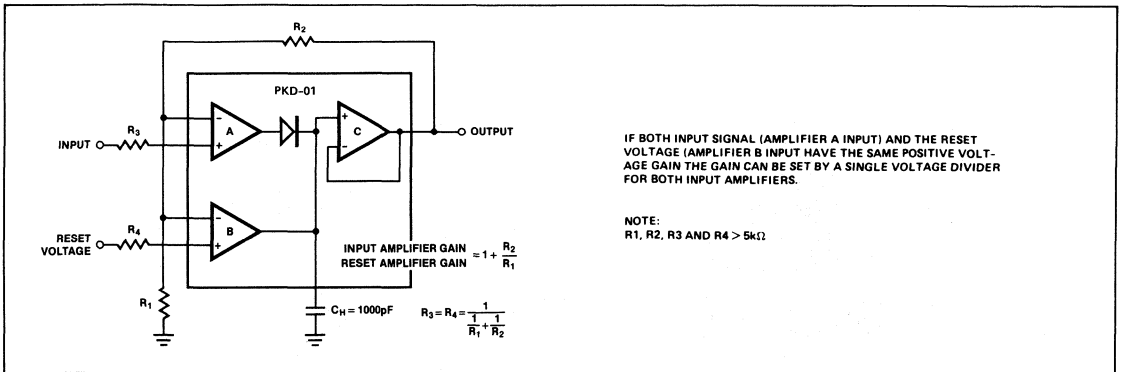 R2
PKD-01
A
-
+
C
+
-
INPUT
R3
OUTPUT
IF BOTH INPUT SIGNAL (AMPLIFIER A INPUT) AND THE RESET
VOLTAGE (AMPLIFIER B INPUT HAVE THE SAME POSITIVE VOLT-
AGE GAIN THE GAIN CAN BE SET BY A SINGLE VOLTAGE DIVIDER
FOR BOTH INPUT AMPLIFIERS.
NOTE:
R1, R2, R3 AND R4 > 5kΩ
RESET
VOLTAGE
R4
B
-
+
INPUT AMPLIFIER GAIN
RESET AMPLIFIER GAIN
= 1 + R2/R1
R1
CH = 1000pF
R3 = R4 = 1/(1/R1 + 1/R2)